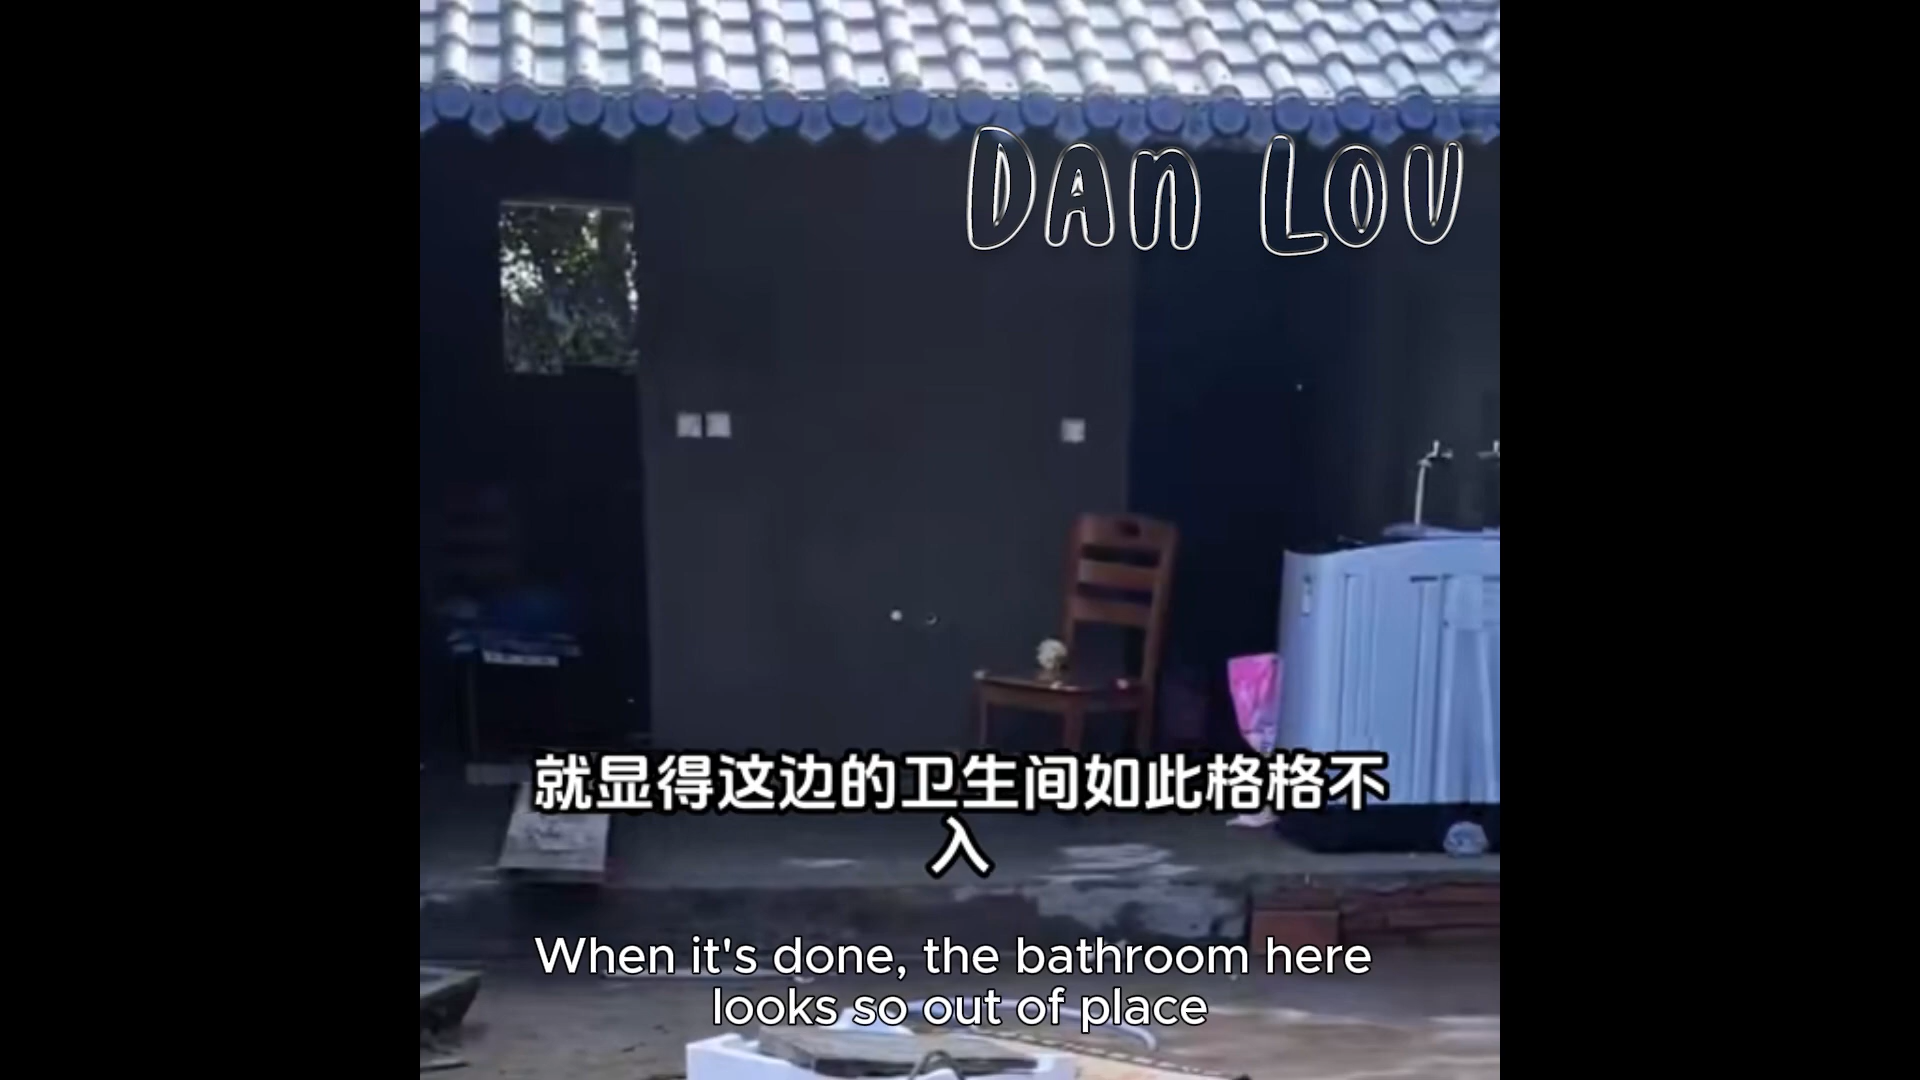 Dan Lou
就显得这边的卫生间如此格格不
入
When it's done, the bathroom here
looks so out of place